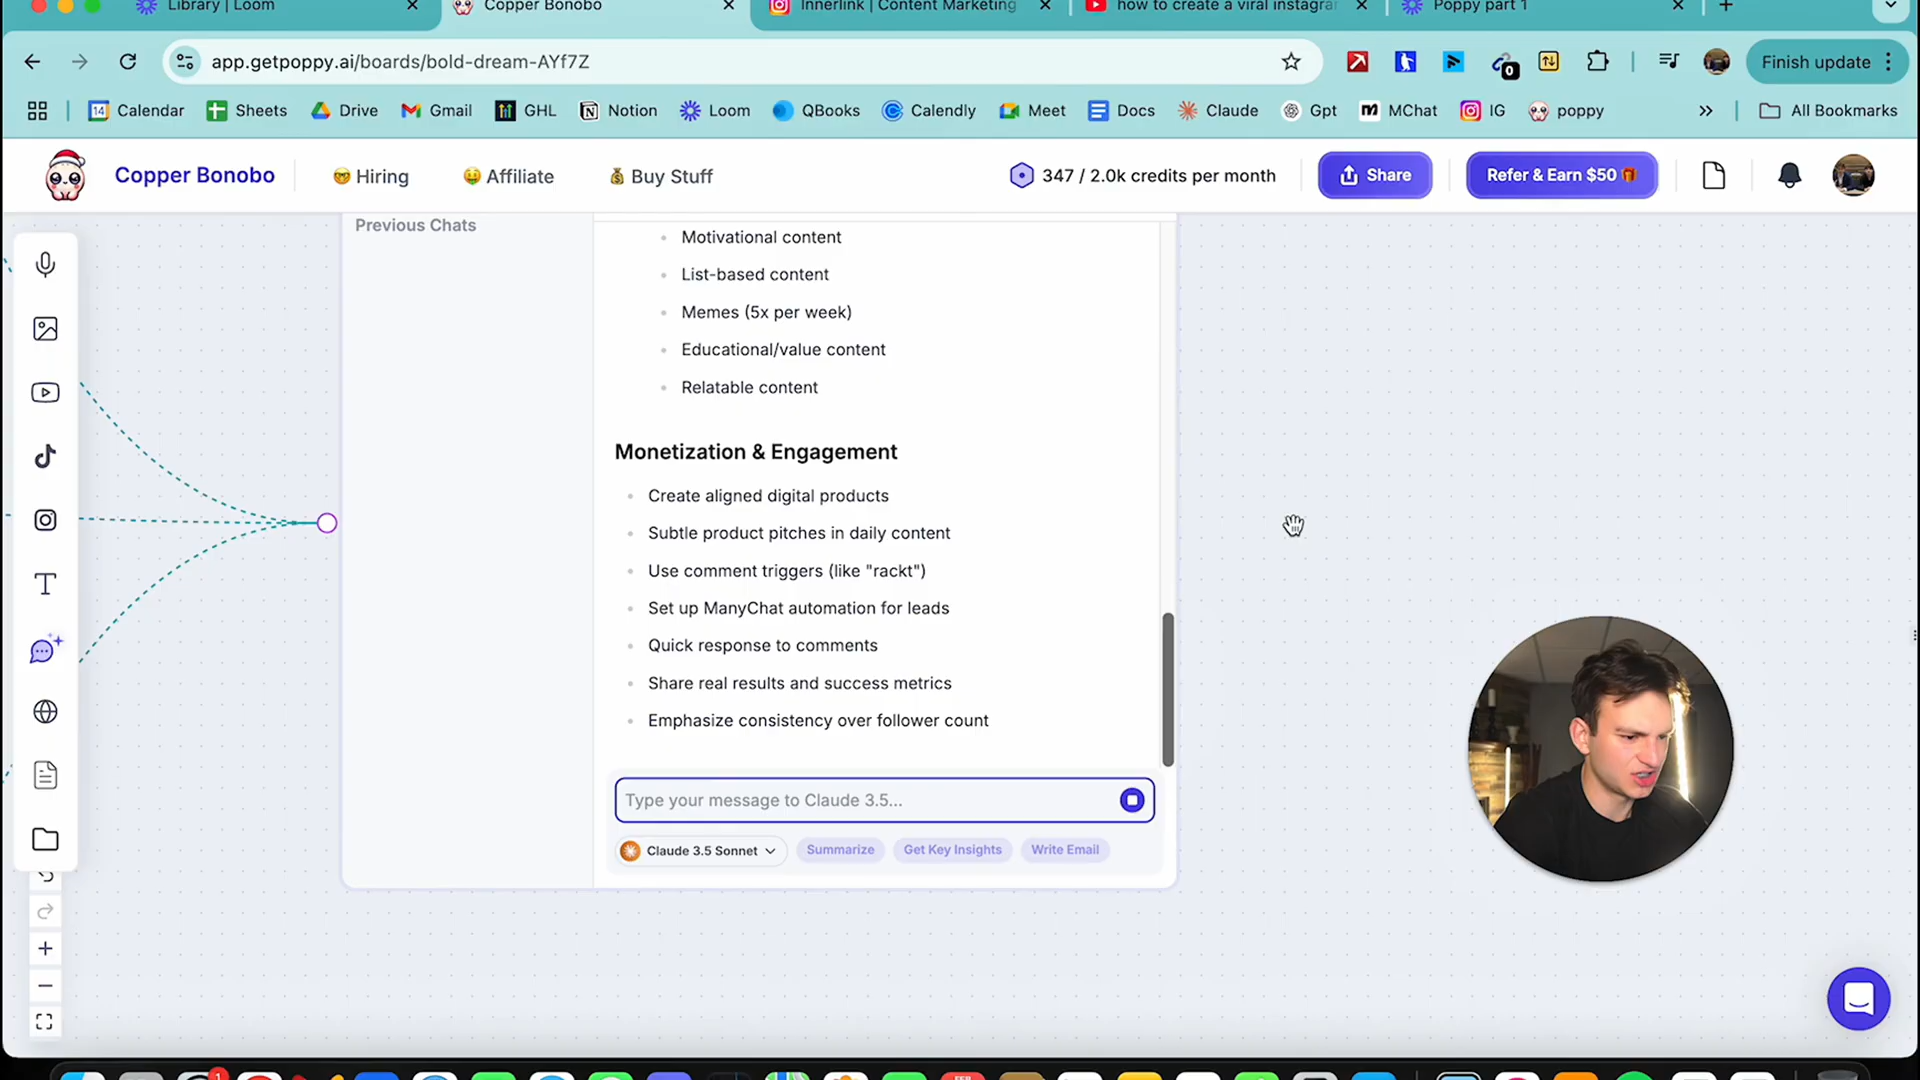 Library | Loom
Copper Bonobo
Innerlink | Content Marketing
how to create a viral instagram
Poppy part 1
app.getpoppy.ai/boards/bold-dream-AYf7Z
0
Finish update
14
Calendar
Sheets
Drive
Gmail
GHL
Notion
Loom
QBooks
Calendly
Meet
Docs
Claude
Gpt
MChat
IG
poppy
All Bookmarks
Copper Bonobo
Hiring
Affiliate
Buy Stuff
347 / 2.0k credits per month
Share
Refer & Earn $50
Previous Chats
Motivational content
List-based content
Memes (5x per week)
Educational/value content
Relatable content
Monetization & Engagement
Create aligned digital products
Subtle product pitches in daily content
Use comment triggers (like "rackt")
Set up ManyChat automation for leads
Quick response to comments
Share real results and success metrics
Emphasize consistency over follower count
Type your message to Claude 3.5...
Claude 3.5 Sonnet
Summarize
Get Key Insights
Write Email
1
FEB